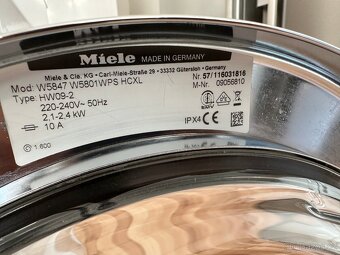 Miele MADE IN GERMANY
Miele & Cie. KG • Carl-Miele-Straße 29 • 33332 Gütersloh • Germany
Mod. W5847 W5801WPS HCXL
Nr. 57/116031816
Type: HW09-2
M-Nr. 09056810
220-240V~ 50Hz
2,1-2,4 kW
10 A
IPX4
CE
1.600